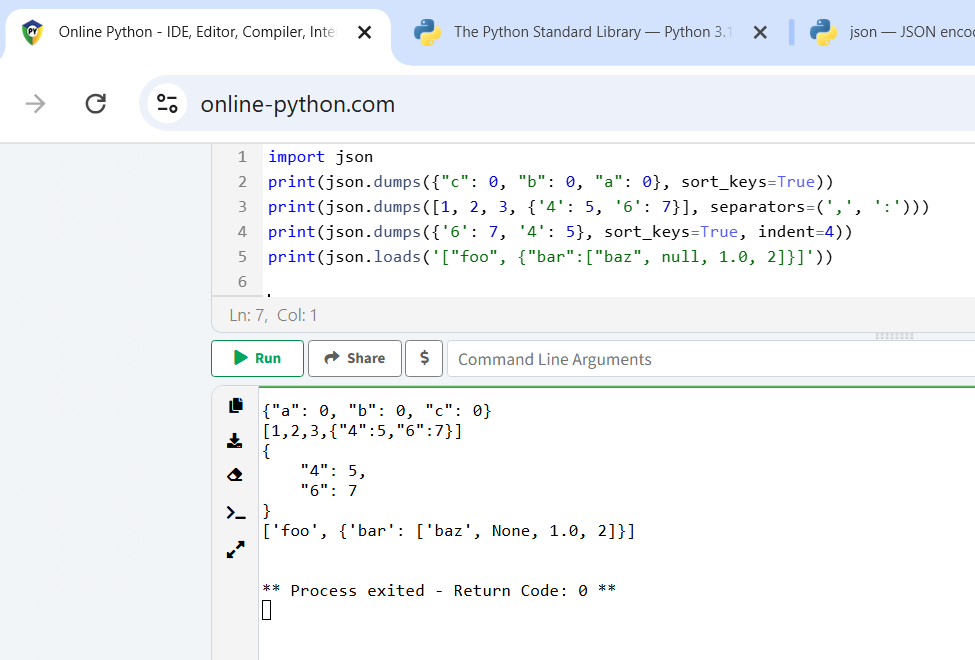 Online Python - IDE, Editor, Compiler, Inte
The Python Standard Library — Python 3.1
json — JSON enco
online-python.com
1 import json
2 print(json.dumps({"c": 0, "b": 0, "a": 0}, sort_keys=True))
3 print(json.dumps([1, 2, 3, {'4': 5, '6': 7}], separators=(',', ':')))
4 print(json.dumps({'6': 7, '4': 5}, sort_keys=True, indent=4))
5 print(json.loads('["foo", {"bar":["baz", null, 1.0, 2]}]'))
6
Ln: 7, Col: 1
Run
Share
$
Command Line Arguments
{"a": 0, "b": 0, "c": 0}
[1,2,3,{"4":5,"6":7}]
{
    "4": 5,
    "6": 7
}
['foo', {'bar': ['baz', None, 1.0, 2]}]
** Process exited - Return Code: 0 **